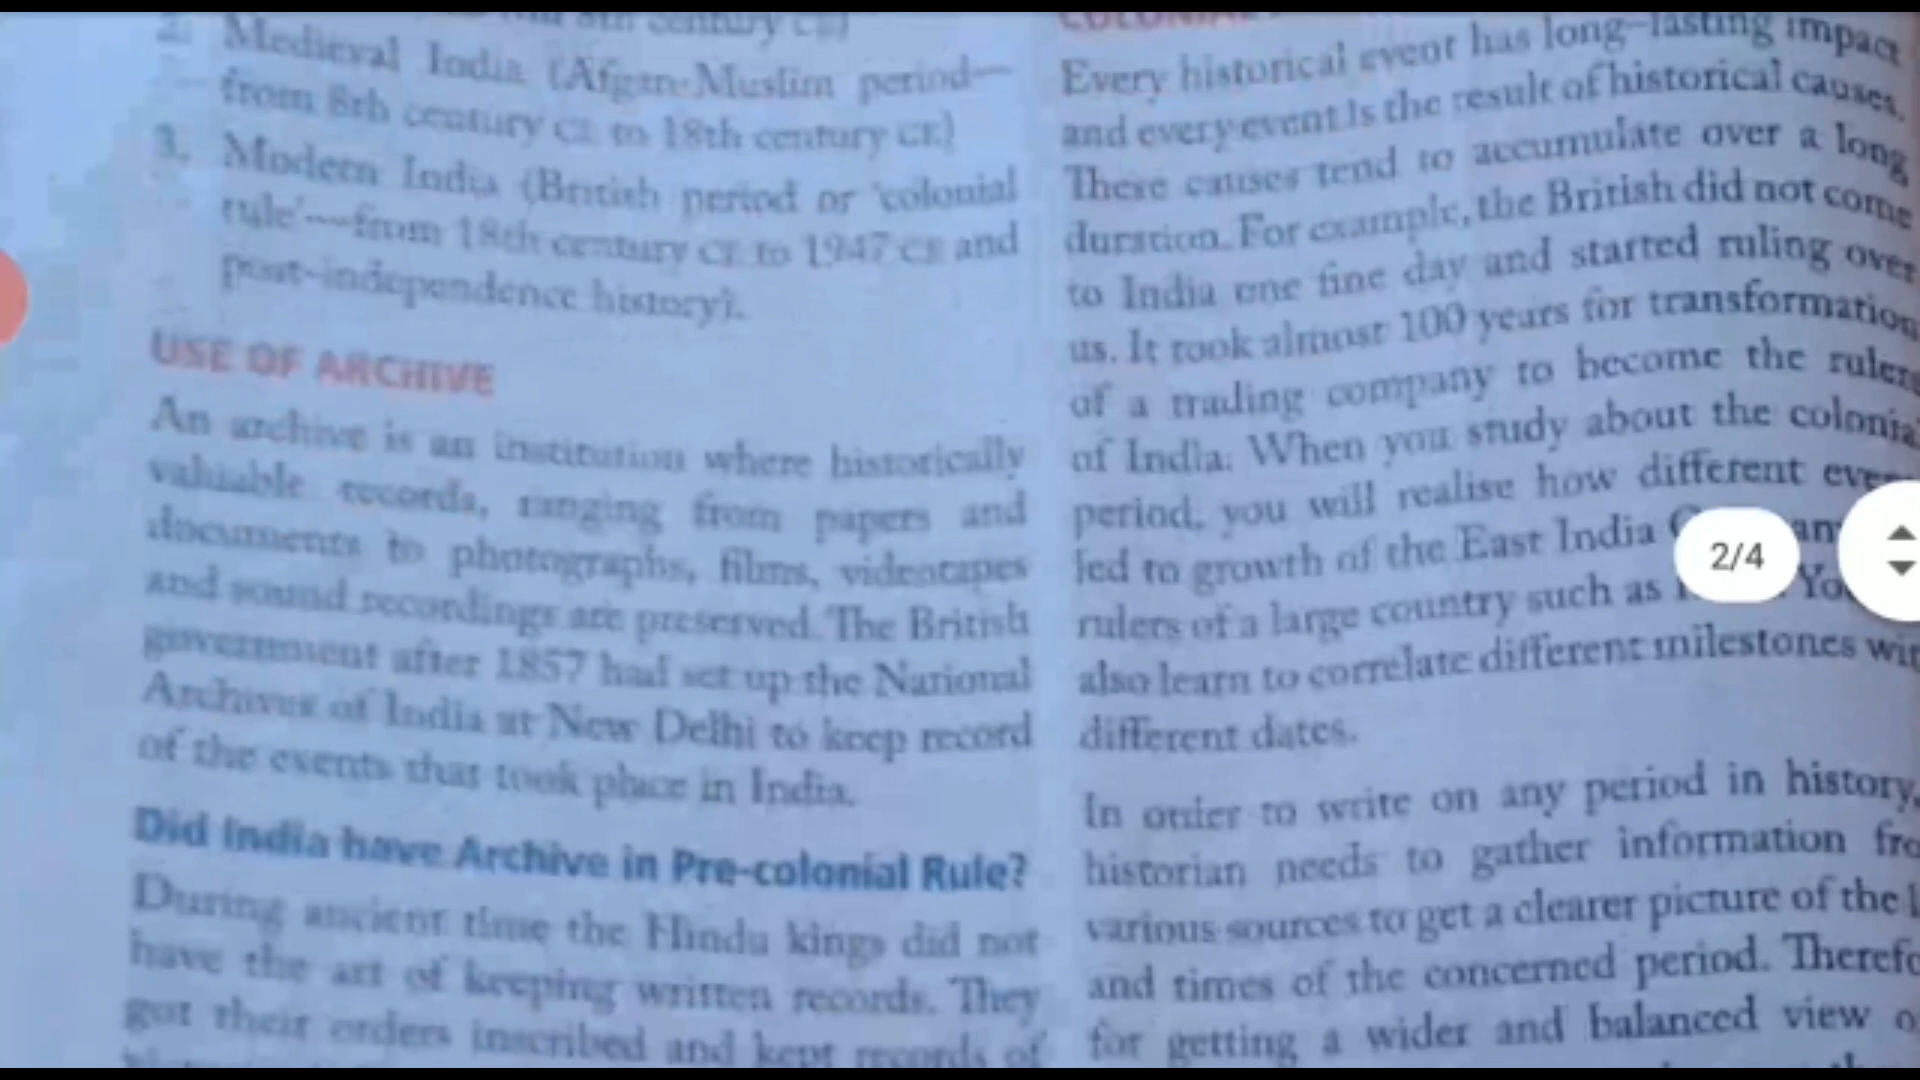 2. Medieval India (Afgan-Muslim period—
from 8th century CE to 18th century CE)
3. Modern India (British period or 'colonial
rule'—from 18th century CE to 1947 CE and
post-independence history).
USE OF ARCHIVE
An archive is an institution where historically
valuable records, ranging from papers and
documents to photographs, films, videotapes
and sound recordings are preserved. The British
government after 1857 had set up the National
Archives of India at New Delhi to keep record
of the events that took place in India.
Did India have Archive in Pre-colonial Rule?
During ancient time the Hindu kings did not
have the art of keeping written records. They
got their orders inscribed and kept records of
COLONIAL
Every historical event has long-lasting impact
and every event is the result of historical causes.
These causes tend to accumulate over a long
duration. For example, the British did not come
to India one fine day and started ruling over
us. It took almost 100 years for transformation
of a trading company to become the rulers
of India. When you study about the colonial
period, you will realise how different
led to growth of the East India
rulers of a large country such as
also learn to correlate different milestones
different dates.
In order to write on any period in history,
historian needs to gather information
various sources to get a clearer picture of the
and times of the concerned period.
for getting a wider and balanced view
2/4